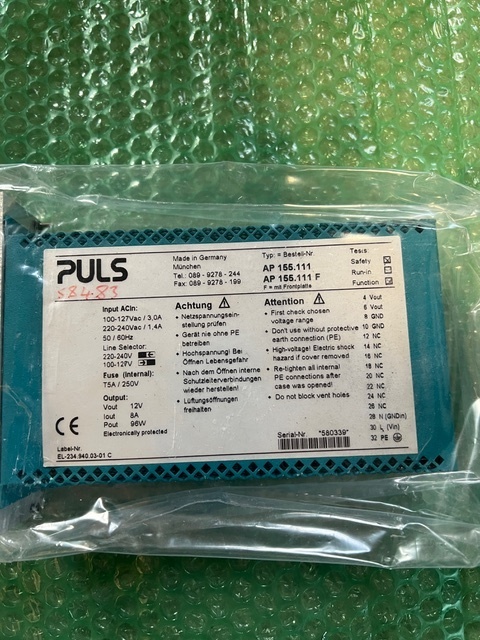 PULS
58483
Made in Germany
München
Tel.: 089 - 9278 - 244
Fax: 089 - 9278 - 199
Typ: = Bestell-Nr.
AP 155.111
AP 155.111 F
F = mit Frontplatte
Tests:
Safety
Run-in
Function
Input ACin:
100-127Vac / 3,0A
220-240Vac / 1,4A
50 / 60Hz
Line Selector:
220-240V
100-127V
Fuse (Internal):
T5A / 250V
Output:
Vout 12V
Iout 8A
Pout 96W
Electronically protected
CE
Label-Nr.
EL-234.940.03-01 C
Achtung
• Netzspannungsein-
stellung prüfen
• Gerät nie ohne PE
betreiben
• Hochspannung! Bei
Öffnen Lebensgefahr
• Nach dem Öffnen interne
Schutzleiterverbindungen
wieder herstellen!
• Lüftungsöffnungen
freihalten
Attention
• First check chosen
voltage range
• Don't use without protective
earth connection (PE)
• High-voltage! Electric shock
hazard if cover removed
• Re-tighten all internal
PE connections after
case was opened!
• Do not block vent holes
Serial-Nr. *580339*
4 Vout
6 Vout
8 GND
10 GND
12 NC
14 NC
16 NC
18 NC
20 NC
22 NC
24 NC
26 NC
28 N (GNDin)
30 L (Vin)
32 PE